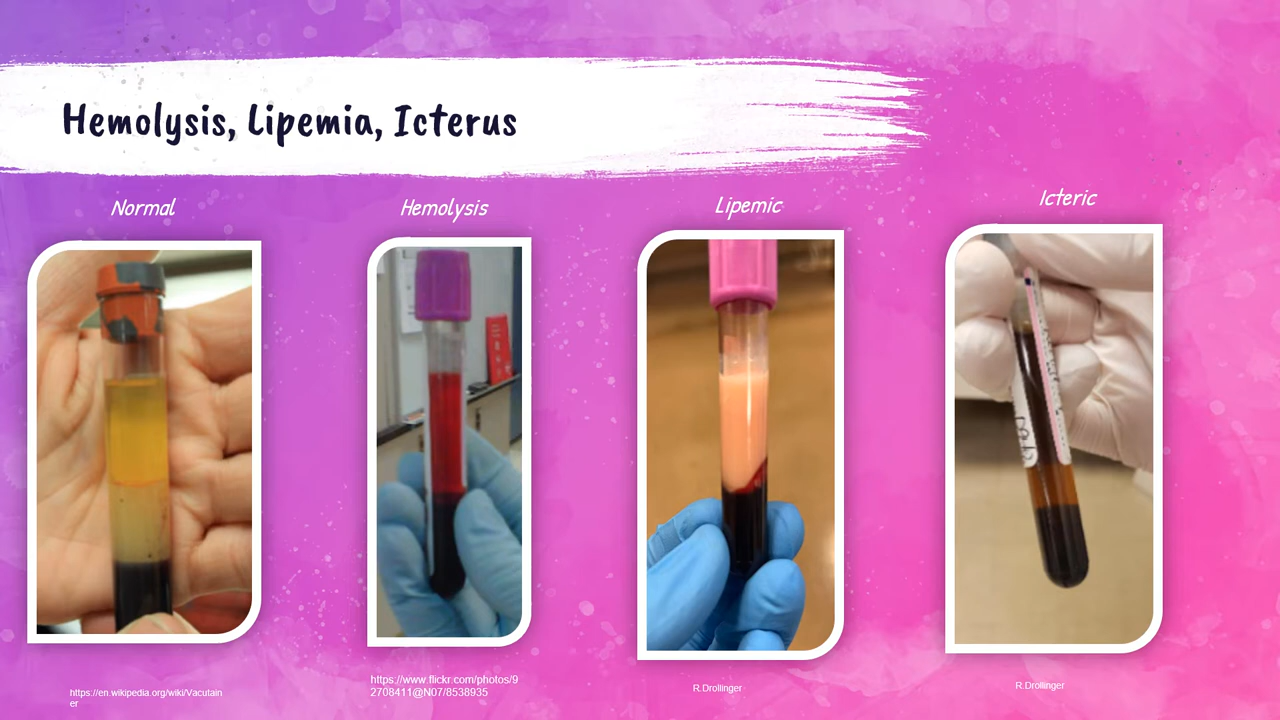 Hemolysis, Lipemia, Icterus
Normal
Hemolysis
Lipemic
Icteric
https://en.wikipedia.org/wiki/Vacutain
er
https://www.flickr.com/photos/9
2708411@N07/8538935
R.Drollinger
R.Drollinger